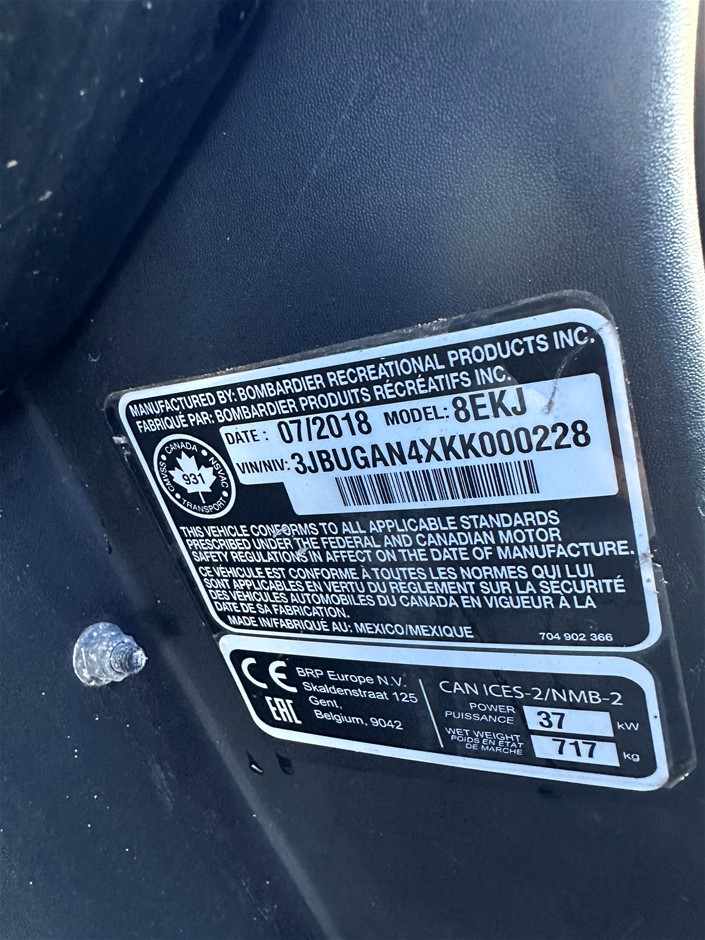 MANUFACTURED BY: BOMBARDIER RECREATIONAL PRODUCTS INC.
FABRIQUÉ PAR: BOMBARDIER PRODUITS RÉCRÉATIFS INC.
DATE : 07/2018 MODEL: 8EKJ
VIN/NIV: 3JBUGAN4XKK000228
CANADA
CMVSS NSVAC
931
TRANSPORT
THIS VEHICLE CONFORMS TO ALL APPLICABLE STANDARDS
PRESCRIBED UNDER THE FEDERAL AND CANADIAN MOTOR
SAFETY REGULATIONS IN AFFECT ON THE DATE OF MANUFACTURE.
CE VÉHICULE EST CONFORME À TOUTES LES NORMES QUI LUI
SONT APPLICABLES EN VERTU DU RÈGLEMENT SUR LA SÉCURITÉ
DES VÉHICULES AUTOMOBILES DU CANADA EN VIGUEUR À LA
DATE DE SA FABRICATION.
MADE IN/FABRIQUÉ AU: MEXICO/MEXIQUE
704 902 366
CE
EAC
BRP Europe N.V.
Skaldenstraat 125
Gent,
Belgium, 9042
CAN ICES-2/NMB-2
POWER
PUISSANCE
37 kW
WET WEIGHT
POIDS EN ÉTAT
DE MARCHE
717 kg